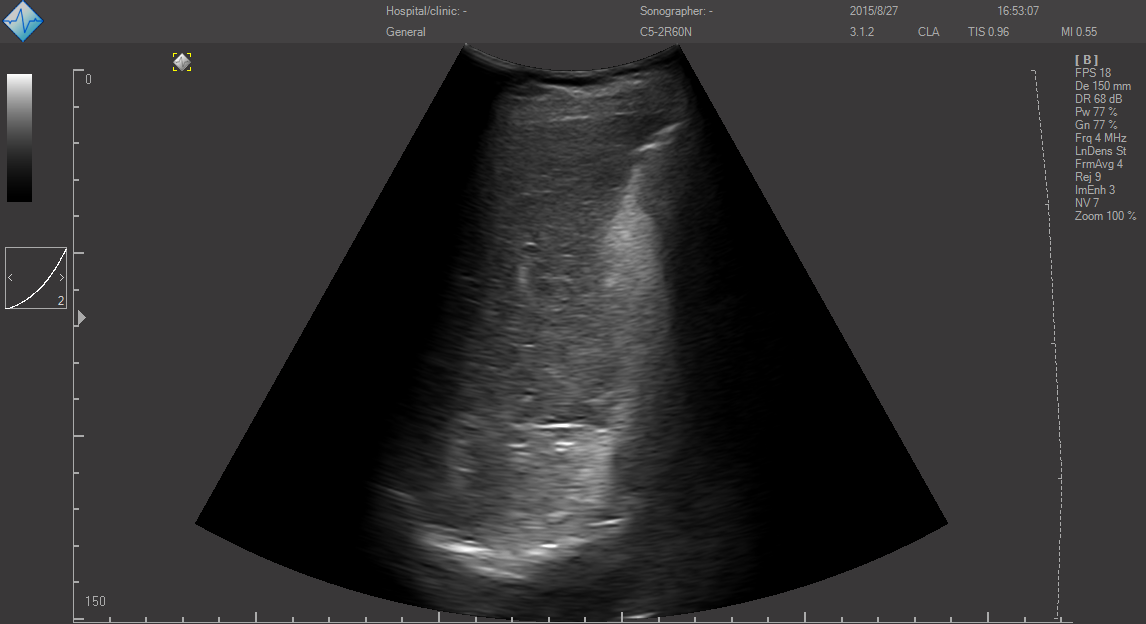 Hospital/clinic: - Sonographer: - 2015/8/27 16:53:07
General C5-2R60N 3.1.2 CLA TIS 0.96 MI 0.55
[ B ]
FPS 18
De 150 mm
DR 68 dB
Pw 77 %
Gn 77 %
Frq 4 MHz
LnDens St
FrmAvg 4
Rej 9
ImEnh 3
NV 7
Zoom 100 %
0
2
150